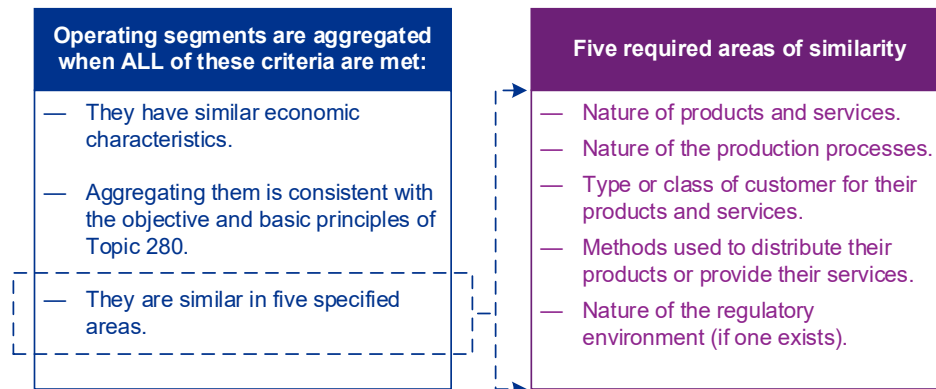 Operating segments are aggregated
when ALL of these criteria are met:
— They have similar economic
characteristics.
— Aggregating them is consistent with
the objective and basic principles of
Topic 280.
— They are similar in five specified
areas.
Five required areas of similarity
— Nature of products and services.
— Nature of the production processes.
— Type or class of customer for their
products and services.
— Methods used to distribute their
products or provide their services.
— Nature of the regulatory
environment (if one exists).